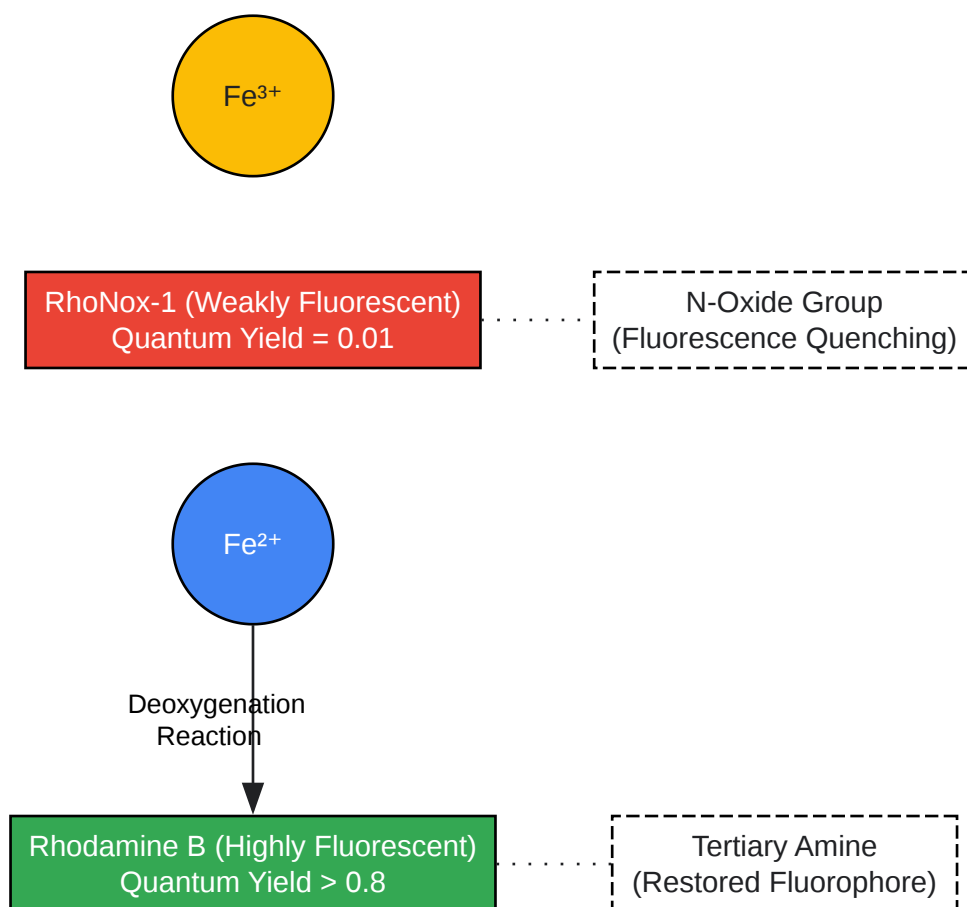 Fe³⁺
RhoNox-1 (Weakly Fluorescent)
Quantum Yield = 0.01
N-Oxide Group
(Fluorescence Quenching)
Fe²⁺
Deoxygenation
Reaction
Rhodamine B (Highly Fluorescent)
Quantum Yield > 0.8
Tertiary Amine
(Restored Fluorophore)